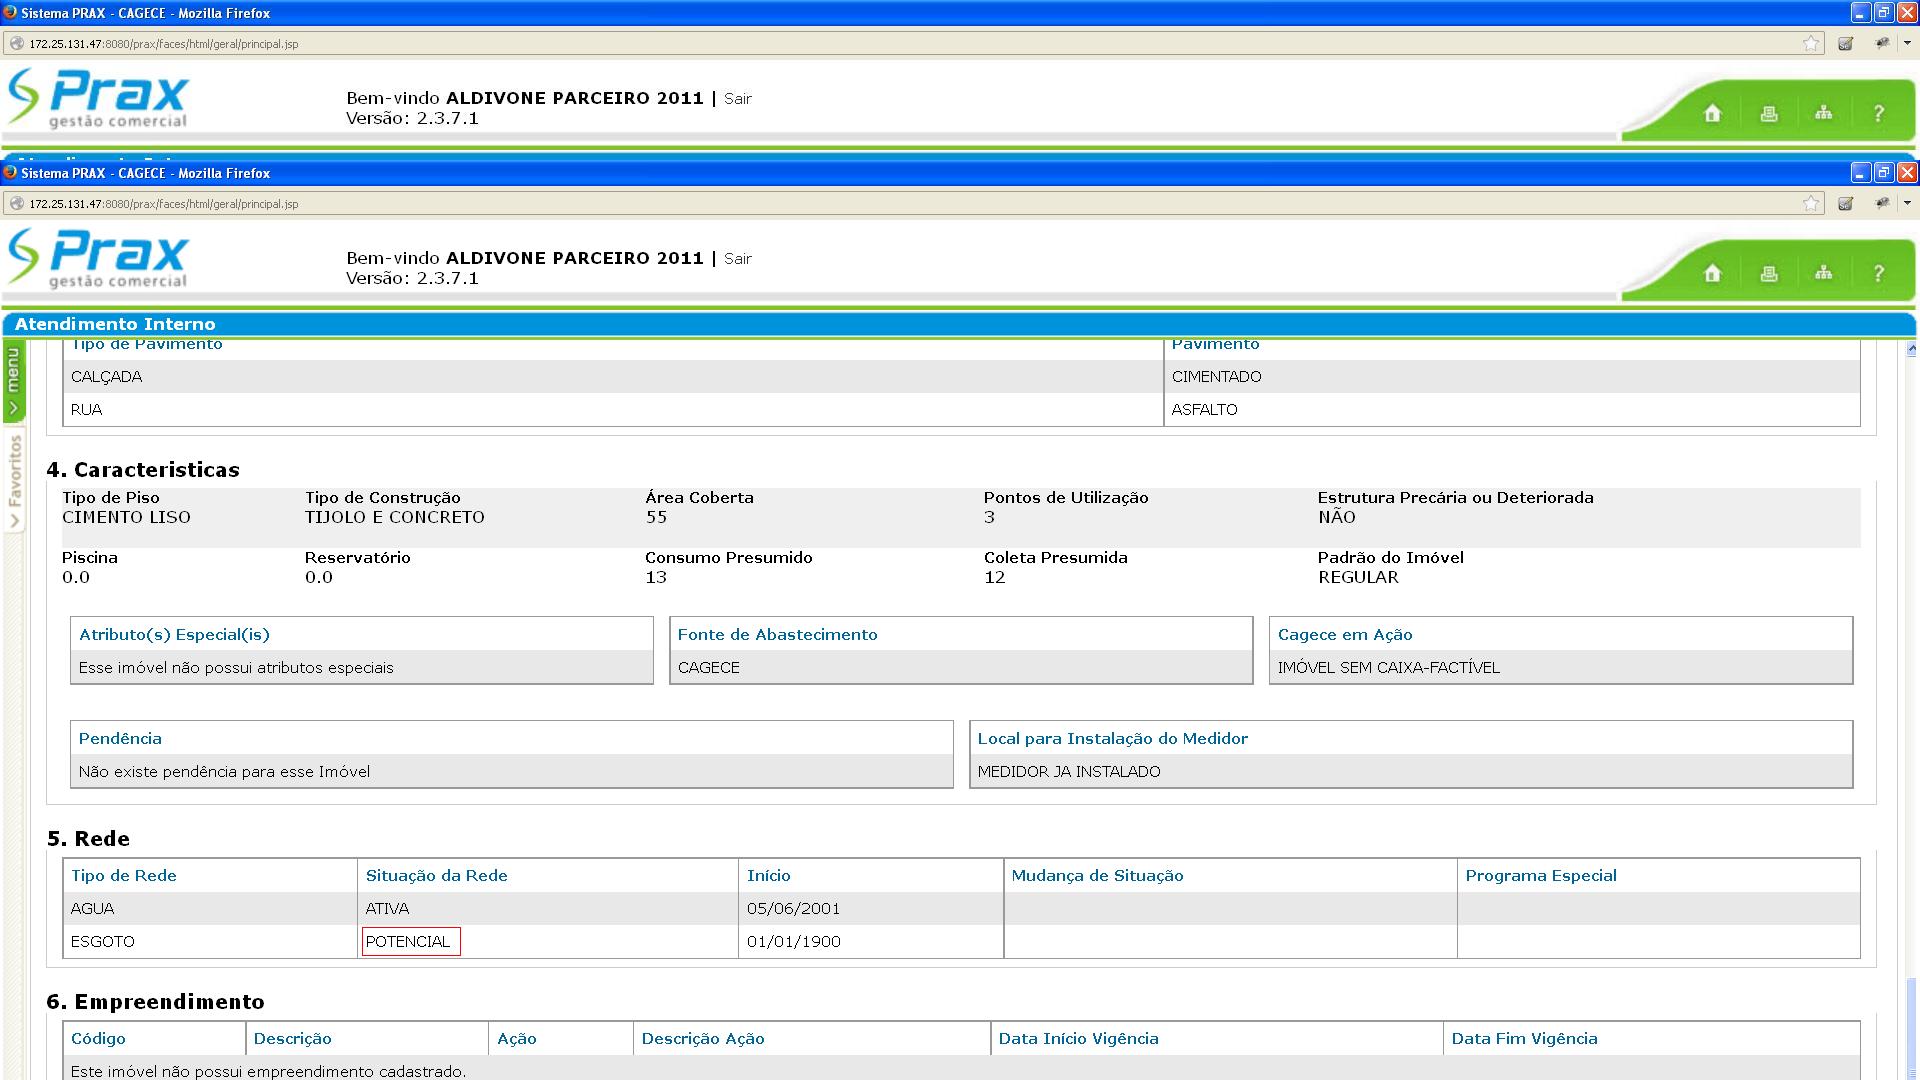 Sistema PRAX - CAGECE - Mozilla Firefox
172.25.131.47:8080/prax/faces/html/geral/principal.jsp
Prax
gestão comercial
Bem-vindo ALDIVONE PARCEIRO 2011 | Sair
Versão: 2.3.7.1
?
Sistema PRAX - CAGECE - Mozilla Firefox
172.25.131.47:8080/prax/faces/html/geral/principal.jsp
Prax
gestão comercial
Bem-vindo ALDIVONE PARCEIRO 2011 | Sair
Versão: 2.3.7.1
?
Atendimento Interno
menu
Favoritos
Tipo de Pavimento Pavimento
CALÇADA CIMENTADO
RUA ASFALTO
4. Caracteristicas
Tipo de Piso Tipo de Construção Área Coberta Pontos de Utilização Estrutura Precária ou Deteriorada
CIMENTO LISO TIJOLO E CONCRETO 55 3 NÃO
Piscina Reservatório Consumo Presumido Coleta Presumida Padrão do Imóvel
0.0 0.0 13 12 REGULAR
Atributo(s) Especial(is) Fonte de Abastecimento Cagece em Ação
Esse imóvel não possui atributos especiais CAGECE IMÓVEL SEM CAIXA-FACTÍVEL
Pendência Local para Instalação do Medidor
Não existe pendência para esse Imóvel MEDIDOR JA INSTALADO
5. Rede
Tipo de Rede Situação da Rede Início Mudança de Situação Programa Especial
AGUA ATIVA 05/06/2001
ESGOTO POTENCIAL 01/01/1900
6. Empreendimento
Código Descrição Ação Descrição Ação Data Início Vigência Data Fim Vigência
Este imóvel não possui empreendimento cadastrado.